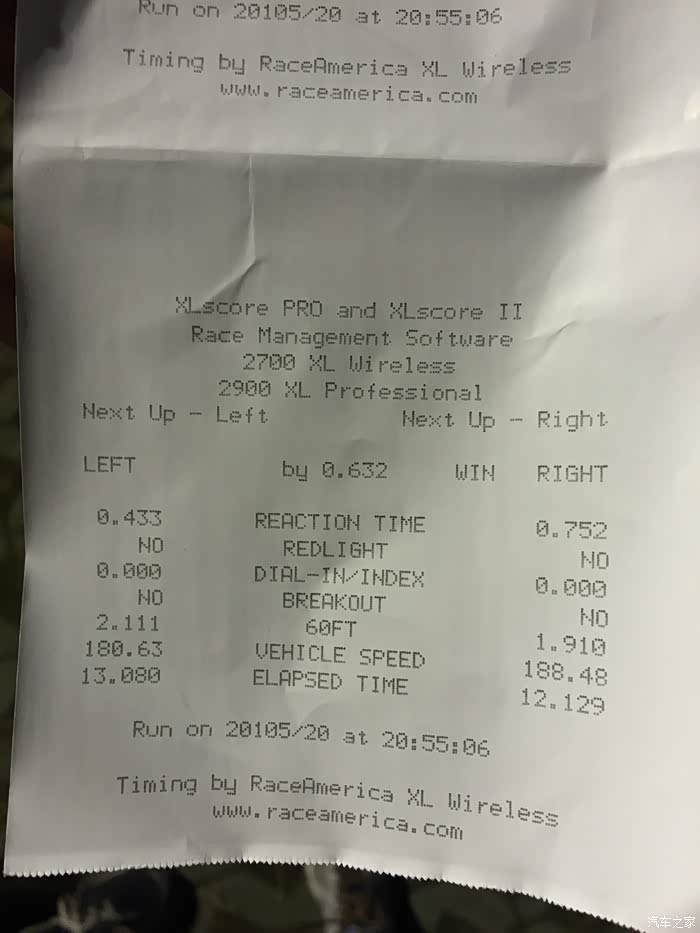 Run on 20105/20 at 20:55:06
Timing by RaceAmerica XL Wireless
www.raceamerica.com
XLscore PRO and XLscore II
Race Management Software
2700 XL Wireless
2900 XL Professional
Next Up - Left Next Up - Right
LEFT by 0.632 WIN RIGHT
0.433 REACTION TIME 0.752
NO REDLIGHT NO
0.000 DIAL-IN/INDEX 0.000
NO BREAKOUT NO
2.111 60FT 1.910
180.63 VEHICLE SPEED 188.48
13.080 ELAPSED TIME 12.129
Run on 20105/20 at 20:55:06
Timing by RaceAmerica XL Wireless
www.raceamerica.com
汽车之家